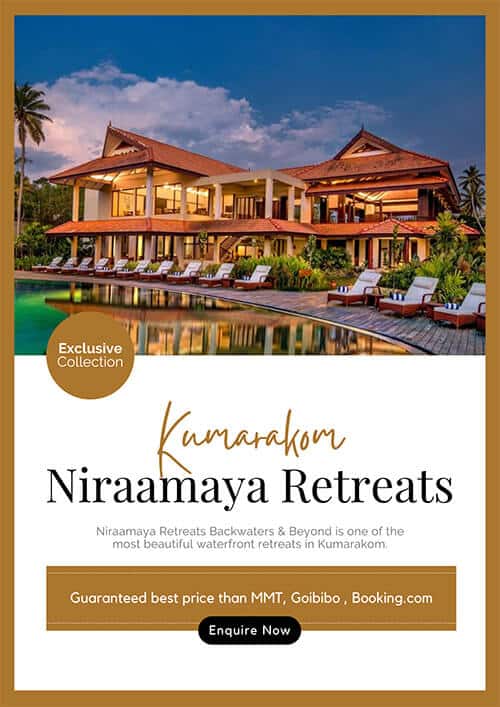 Exclusive
Collection
Kumarakom
Niraamaya Retreats
Niraamaya Retreats Backwaters & Beyond is one of the
most beautiful waterfront retreats in Kumarakom.
Guaranteed best price than MMT, Goibibo , Booking.com
Enquire Now